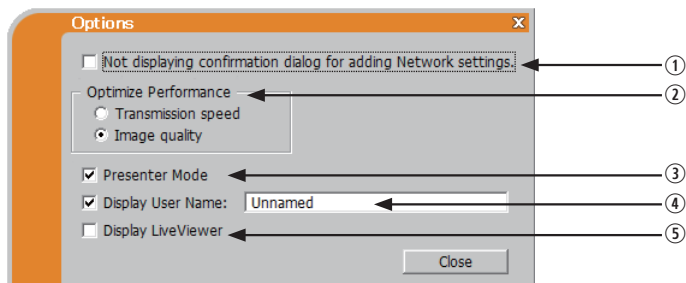 Options
Not displaying confirmation dialog for adding Network settings.
①
Optimize Performance
②
Transmission speed
Image quality
Presenter Mode
③
Display User Name: Unnamed
④
Display LiveViewer
⑤
Close